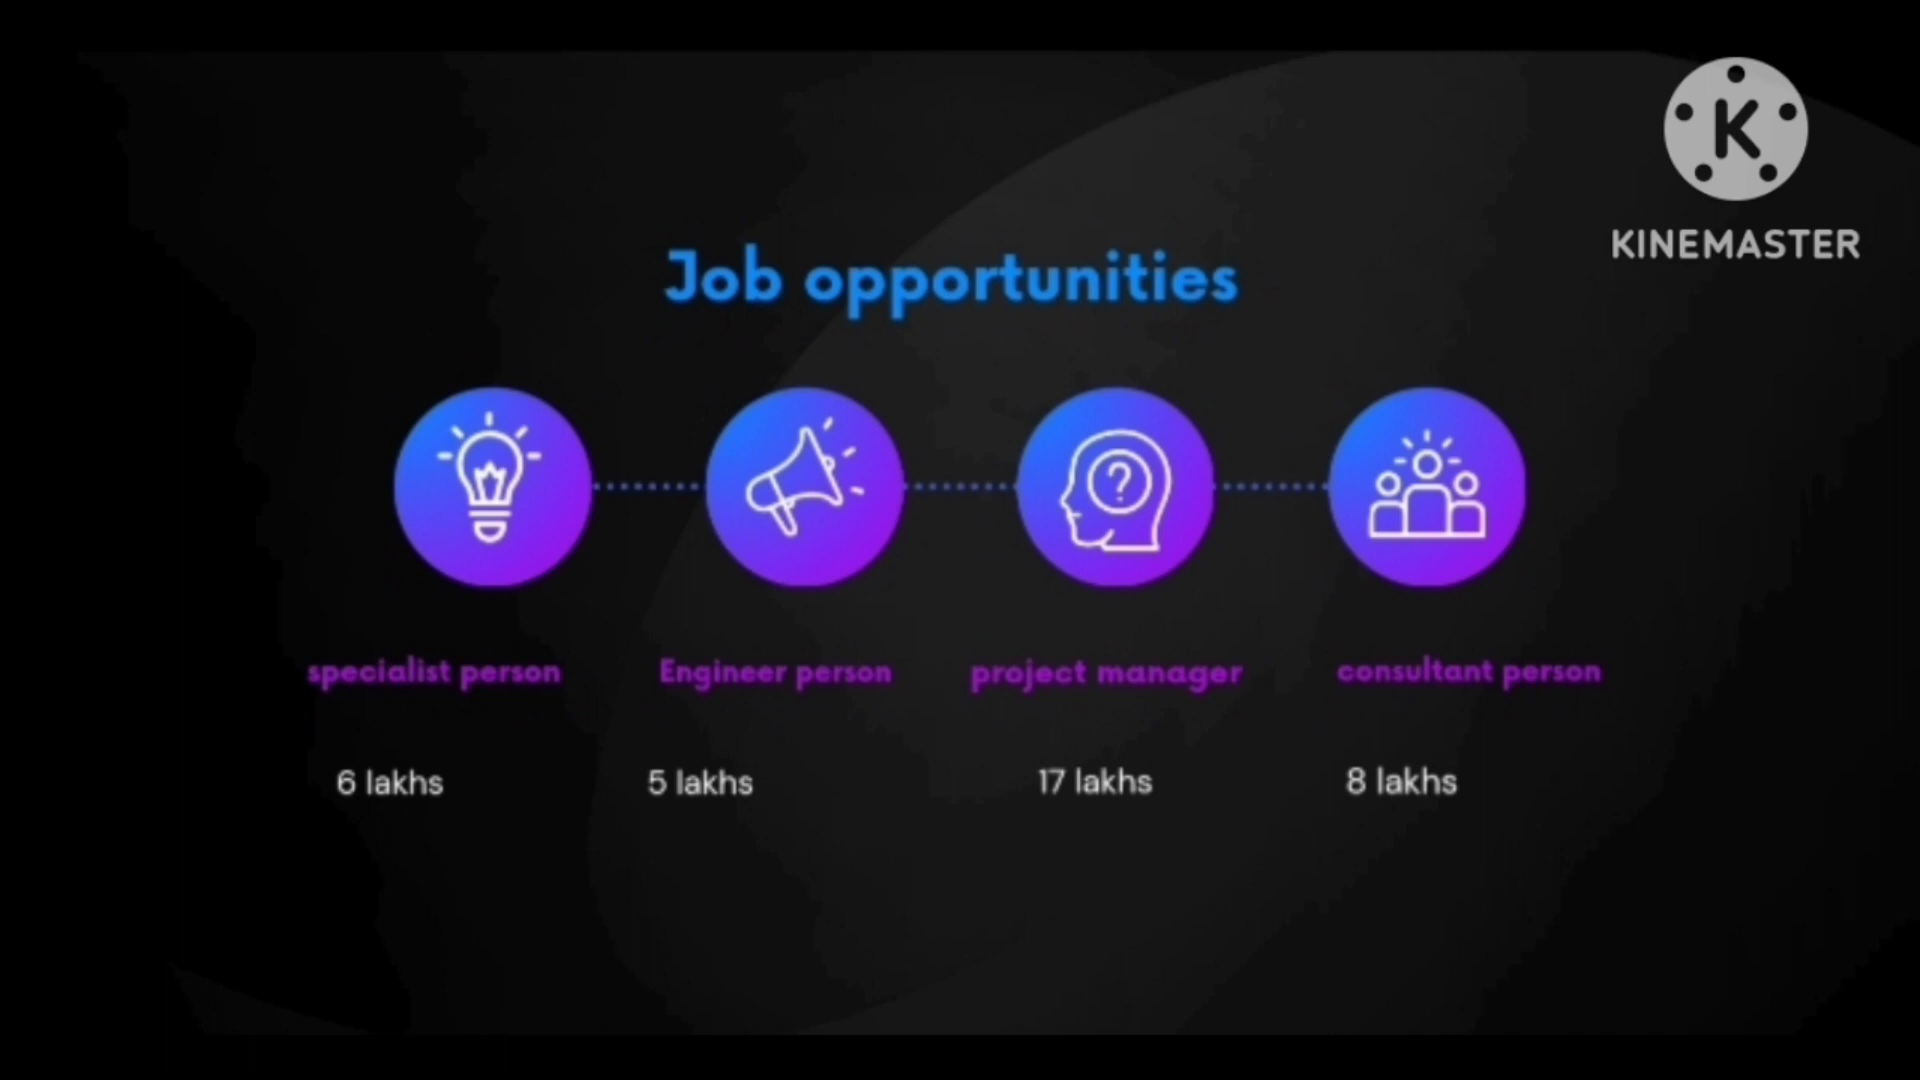 K
KINEMASTER
Job opportunities
?
specialist person
Engineer person
project manager
consultant person
6 lakhs
5 lakhs
17 lakhs
8 lakhs